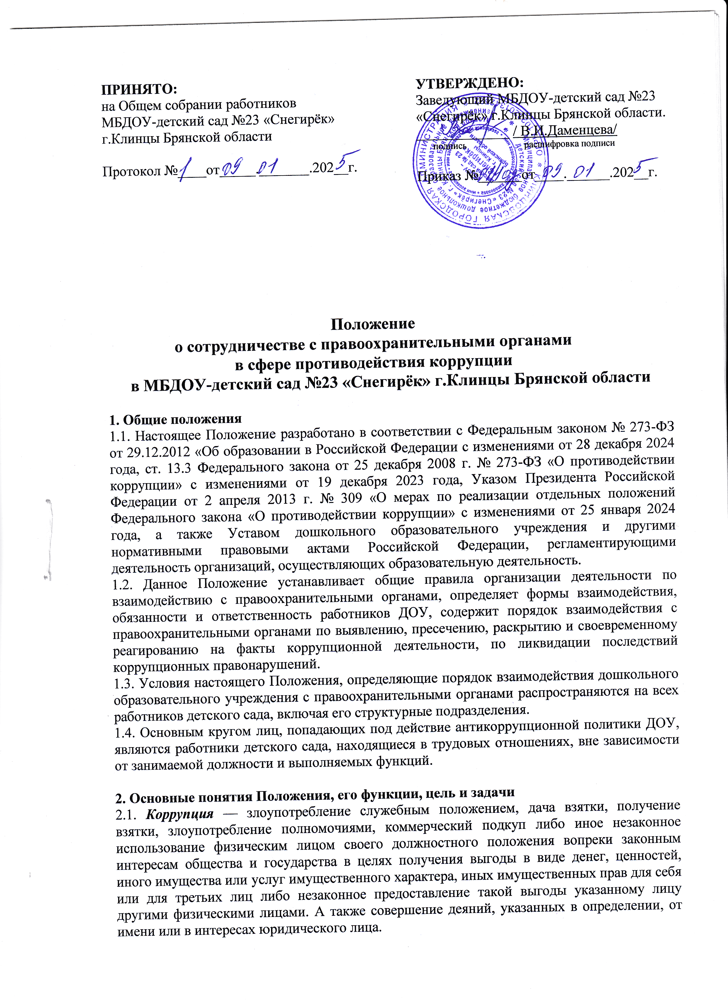 ПРИНЯТО:
на Общем собрании работников
МБДОУ-детский сад №23 «Снегирёк»
г.Клинцы Брянской области
Протокол № 1 от 09.01.2025г.
УТВЕРЖДЕНО:
Заведующий МБДОУ-детский сад №23
«Снегирёк» г.Клинцы Брянской области.
/ В.И.Даменцева/
подпись расшифровка подписи
Приказ № от 09.01.2025г.
Положение
о сотрудничестве с правоохранительными органами
в сфере противодействия коррупции
в МБДОУ-детский сад №23 «Снегирёк» г.Клинцы Брянской области
1. Общие положения
1.1. Настоящее Положение разработано в соответствии с Федеральным законом № 273-ФЗ
от 29.12.2012 «Об образовании в Российской Федерации с изменениями от 28 декабря 2024
года, ст. 13.3 Федерального закона от 25 декабря 2008 г. № 273-ФЗ «О противодействии
коррупции» с изменениями от 19 декабря 2023 года, Указом Президента Российской
Федерации от 2 апреля 2013 г. № 309 «О мерах по реализации отдельных положений
Федерального закона «О противодействии коррупции» с изменениями от 25 января 2024
года, а также Уставом дошкольного образовательного учреждения и другими
нормативными правовыми актами Российской Федерации, регламентирующими
деятельность организаций, осуществляющих образовательную деятельность.
1.2. Данное Положение устанавливает общие правила организации деятельности по
взаимодействию с правоохранительными органами, определяет формы взаимодействия,
обязанности и ответственность работников ДОУ, содержит порядок взаимодействия с
правоохранительными органами по выявлению, пресечению, раскрытию и своевременному
реагированию на факты коррупционной деятельности, по ликвидации последствий
коррупционных правонарушений.
1.3. Условия настоящего Положения, определяющие порядок взаимодействия дошкольного
образовательного учреждения с правоохранительными органами распространяются на всех
работников детского сада, включая его структурные подразделения.
1.4. Основным кругом лиц, попадающих под действие антикоррупционной политики ДОУ,
являются работники детского сада, находящиеся в трудовых отношениях, вне зависимости
от занимаемой должности и выполняемых функций.
2. Основные понятия Положения, его функции, цель и задачи
2.1. Коррупция — злоупотребление служебным положением, дача взятки, получение
взятки, злоупотребление полномочиями, коммерческий подкуп либо иное незаконное
использование физическим лицом своего должностного положения вопреки законным
интересам общества и государства в целях получения выгоды в виде денег, ценностей,
иного имущества или услуг имущественного характера, иных имущественных прав для себя
или для третьих лиц либо незаконное предоставление такой выгоды указанному лицу
другими физическими лицами. А также совершение деяний, указанных в определении, от
имени или в интересах юридического лица.